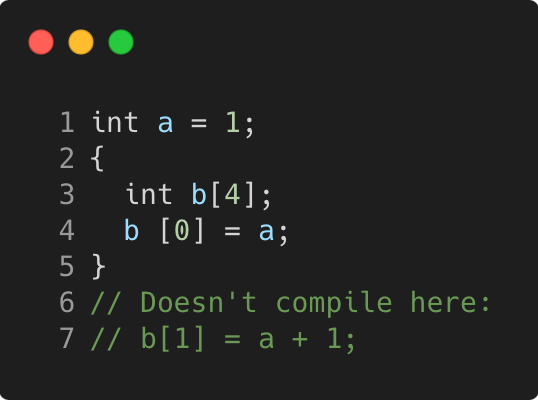 1 int a = 1;
2 {
3   int b[4];
4   b [0] = a;
5 }
6 // Doesn't compile here:
7 // b[1] = a + 1;